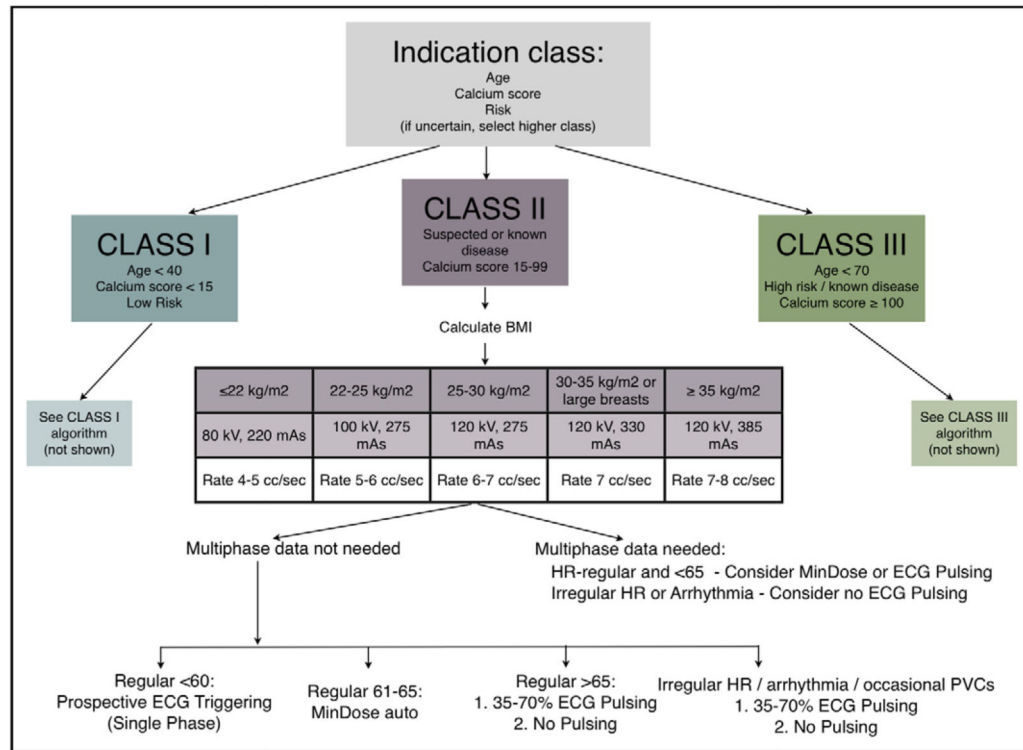 Indication class:
Age
Calcium score
Risk
(if uncertain, select higher class)
CLASS I
Age < 40
Calcium score < 15
Low Risk
CLASS II
Suspected or known
disease
Calcium score 15-99
CLASS III
Age < 70
High risk / known disease
Calcium score ≥ 100
Calculate BMI
≤22 kg/m2
22-25 kg/m2
25-30 kg/m2
30-35 kg/m2 or
large breasts
≥ 35 kg/m2
80 kV, 220 mAs
100 kV, 275
mAs
120 kV, 275
mAs
120 kV, 330
mAs
120 kV, 385
mAs
Rate 4-5 cc/sec
Rate 5-6 cc/sec
Rate 6-7 cc/sec
Rate 7 cc/sec
Rate 7-8 cc/sec
See CLASS I
algorithm
(not shown)
See CLASS III
algorithm
(not shown)
Multiphase data not needed
Multiphase data needed:
HR-regular and <65 - Consider MinDose or ECG Pulsing
Irregular HR or Arrhythmia - Consider no ECG Pulsing
Regular <60:
Prospective ECG Triggering
(Single Phase)
Regular 61-65:
MinDose auto
Regular >65:
1. 35-70% ECG Pulsing
2. No Pulsing
Irregular HR / arrhythmia / occasional PVCs
1. 35-70% ECG Pulsing
2. No Pulsing